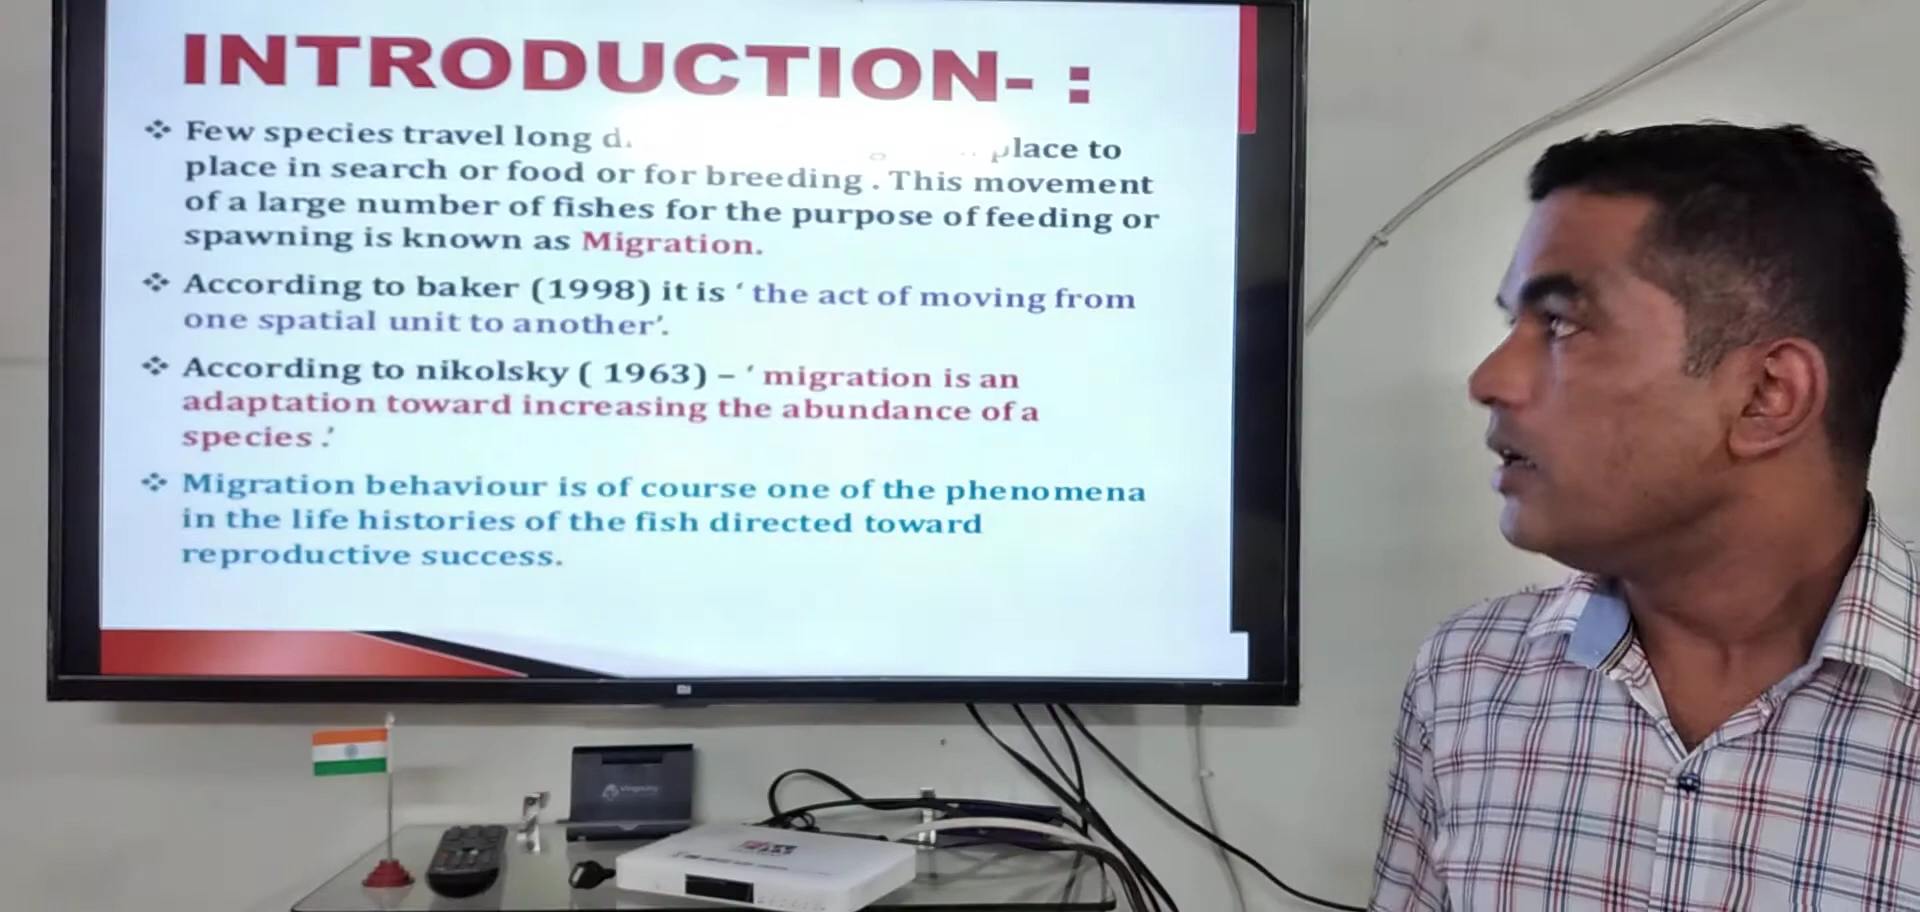 INTRODUCTION- :
❖ Few species travel long place to
place in search or food or for breeding . This movement
of a large number of fishes for the purpose of feeding or
spawning is known as Migration.
❖ According to baker (1998) it is ‘ the act of moving from
one spatial unit to another’.
❖ According to nikolsky ( 1963) – ‘ migration is an
adaptation toward increasing the abundance of a
species .’
❖ Migration behaviour is of course one of the phenomena
in the life histories of the fish directed toward
reproductive success.